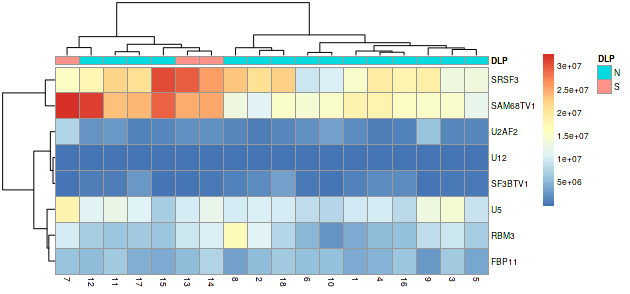 DLP
SRSF3
SAM68TV1
U2AF2
U12
SF3BTV1
U5
RBM3
FBP11
7 12 11 17 15 13 14 8 2 18 6 10 1 4 16 9 3 5
3e+07
2.5e+07
2e+07
1.5e+07
1e+07
5e+06
DLP
N
S